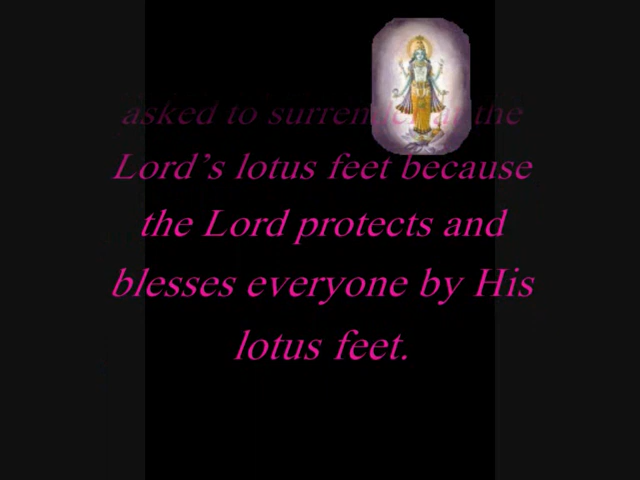 asked to surrender at the
Lord's lotus feet because
the Lord protects and
blesses everyone by His
lotus feet.